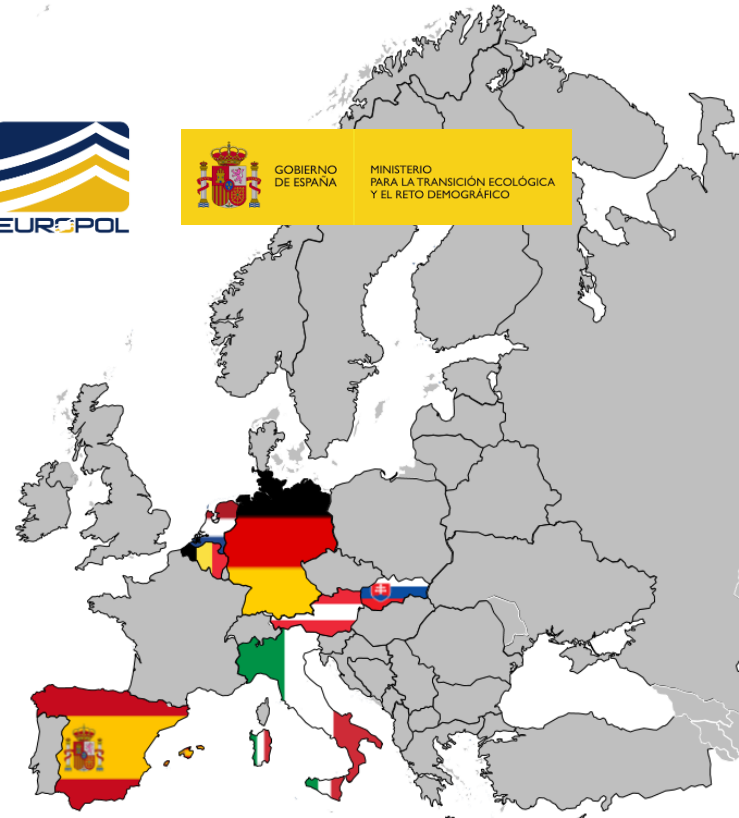 EUROPOL
GOBIERNO
DE ESPAÑA
MINISTERIO
PARA LA TRANSICIÓN ECOLÓGICA
Y EL RETO DEMOGRÁFICO